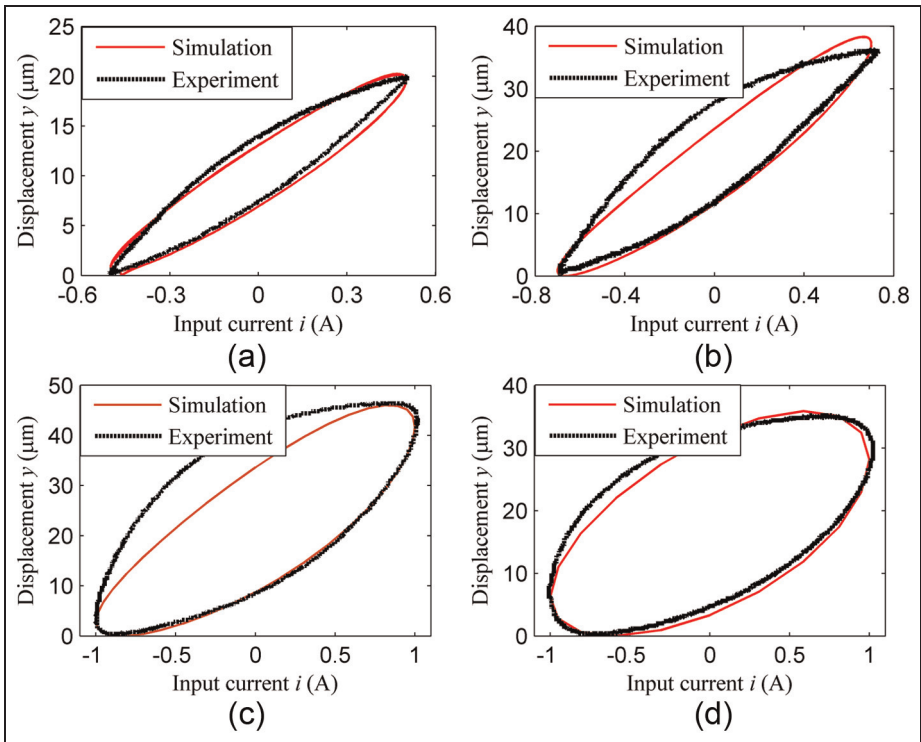 25
20
15
10
5
0
-0.6
-0.3
0
0.3
0.6
Displacement y (μm)
Input current i (A)
Simulation
Experiment
(a)
40
30
20
10
0
-0.8
-0.4
0
0.4
0.8
Displacement y (μm)
Input current i (A)
Simulation
Experiment
(b)
50
40
30
20
10
0
-1
-0.5
0
0.5
1
Displacement y (μm)
Input current i (A)
Simulation
Experiment
(c)
40
30
20
10
0
-1
-0.5
0
0.5
1
Displacement y (μm)
Input current i (A)
Simulation
Experiment
(d)